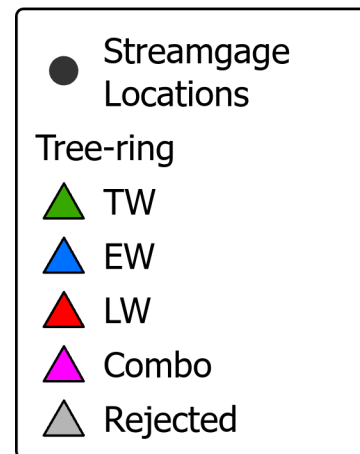 Streamgage
Locations
Tree-ring
TW
EW
LW
Combo
Rejected